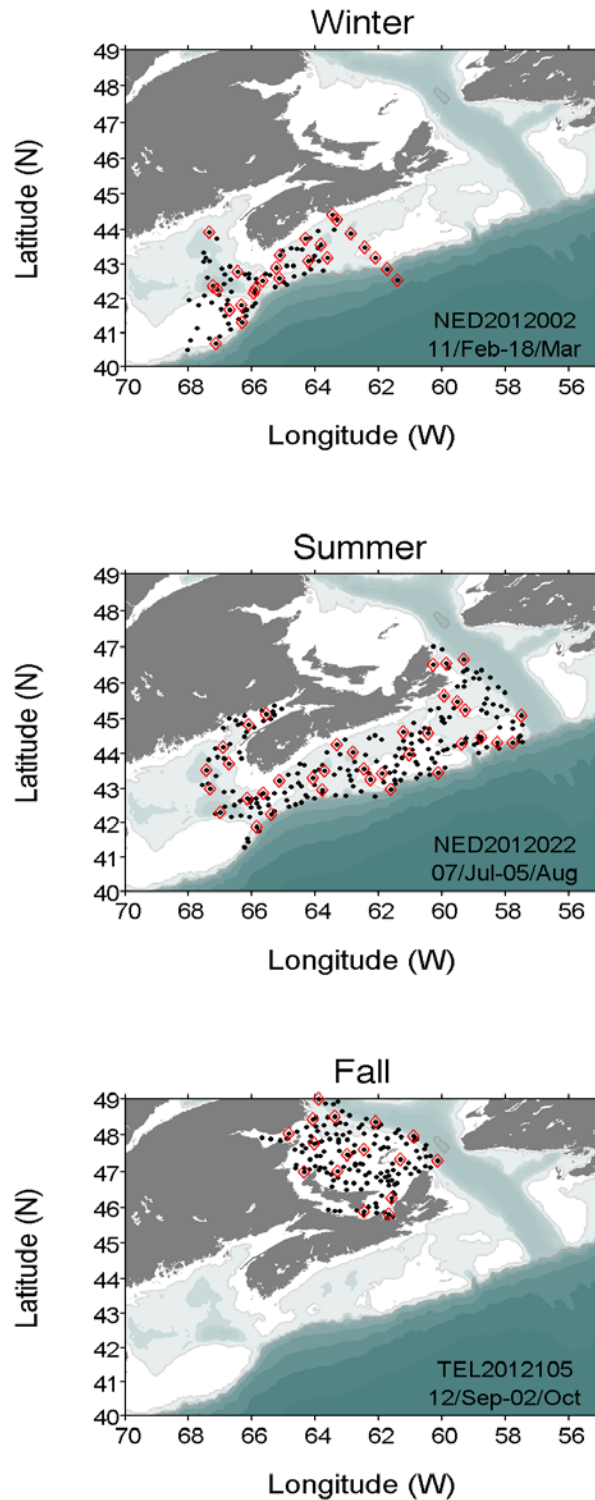 Winter
49
48
47
46
45
44
43
42
41
40
Latitude (N)
NED2012002
11/Feb-18/Mar
70 68 66 64 62 60 58 56
Longitude (W)
Summer
49
48
47
46
45
44
43
42
41
40
Latitude (N)
NED2012022
07/Jul-05/Aug
70 68 66 64 62 60 58 56
Longitude (W)
Fall
49
48
47
46
45
44
43
42
41
40
Latitude (N)
TEL2012105
12/Sep-02/Oct
70 68 66 64 62 60 58 56
Longitude (W)